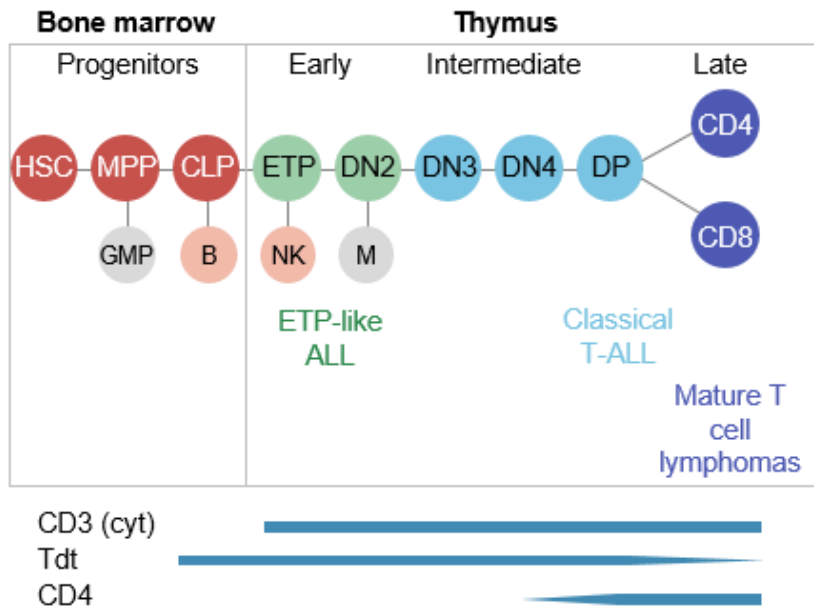 Bone marrow Thymus
Progenitors Early Intermediate Late
HSC MPP CLP ETP DN2 DN3 DN4 DP CD4
CD8
GMP B NK M
ETP-like
ALL
Classical
T-ALL
Mature T
cell
lymphomas
CD3 (cyt)
Tdt
CD4